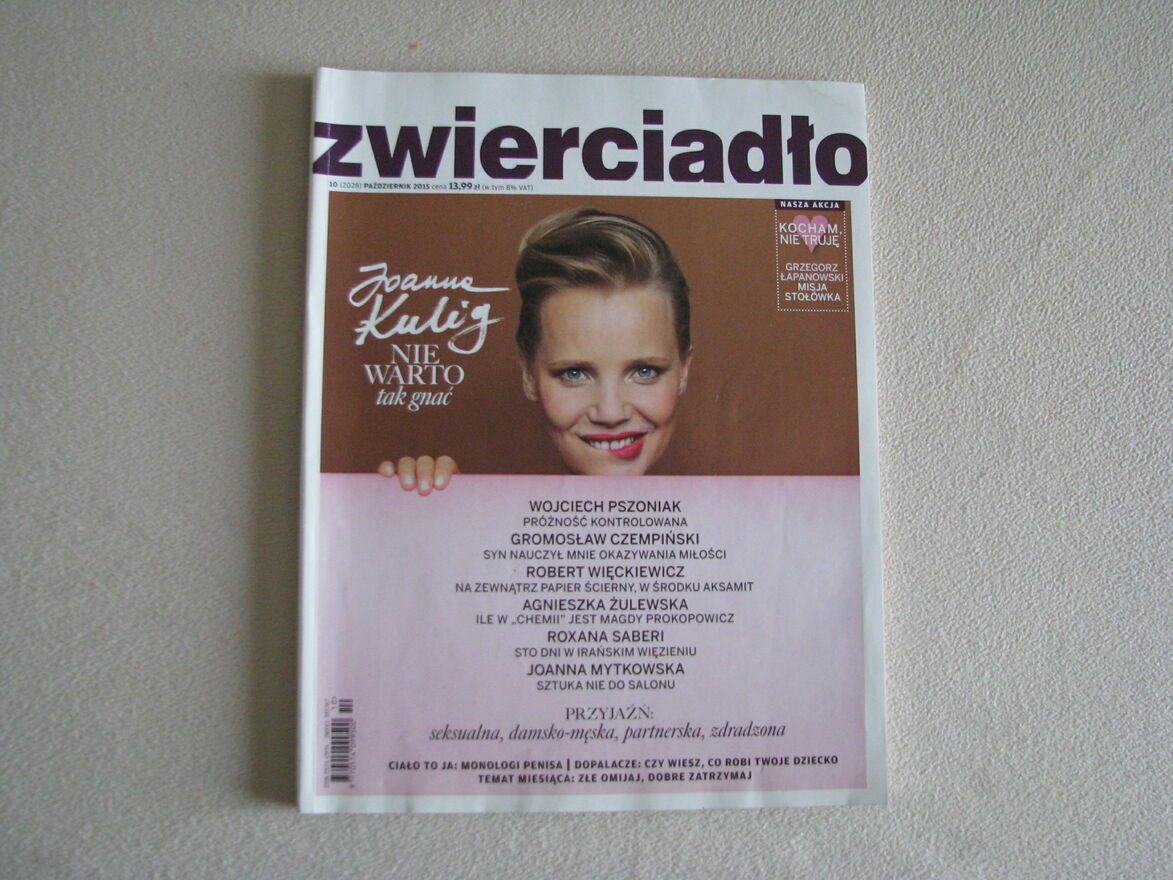 zwierciadło
10 (2028) PAŹDZIERNIK 2015 cena 13,99 zł (w tym 8% VAT)
NASZA AKCJA
KOCHAM,
NIE TRUJĘ
GRZEGORZ
ŁAPANOWSKI
MISJA
STOŁÓWKA
Joanna
Kulig
NIE
WARTO
tak gnać
WOJCIECH PSZONIAK
PRÓŻNOŚĆ KONTROLOWANA
GROMOSŁAW CZEMPIŃSKI
SYN NAUCZYŁ MNIE OKAZYWANIA MIŁOŚCI
ROBERT WIĘCKIEWICZ
NA ZEWNĄTRZ PAPIER ŚCIERNY, W ŚRODKU AKSAMIT
AGNIESZKA ŻULEWSKA
ILE W „CHEMII” JEST MAGDY PROKOPOWICZ
ROXANA SABERI
STO DNI W IRAŃSKIM WIĘZIENIU
JOANNA MYTKOWSKA
SZTUKA NIE DO SALONU
PRZYJAŹŃ:
seksualna, damsko-męska, partnerska, zdradzona
CIAŁO TO JA: MONOLOGI PENISA | DOPALACZE: CZY WIESZ, CO ROBI TWOJE DZIECKO
TEMAT MIESIĄCA: ZŁE OMIJAJ, DOBRE ZATRZYMAJ